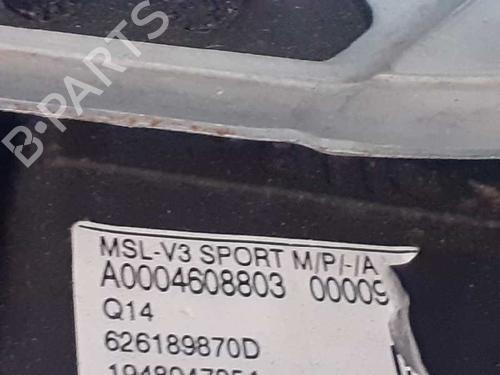 B-PARTS
MSL-V3 SPORT M/P/-/A
A0004608803 00009
Q14
626189870D